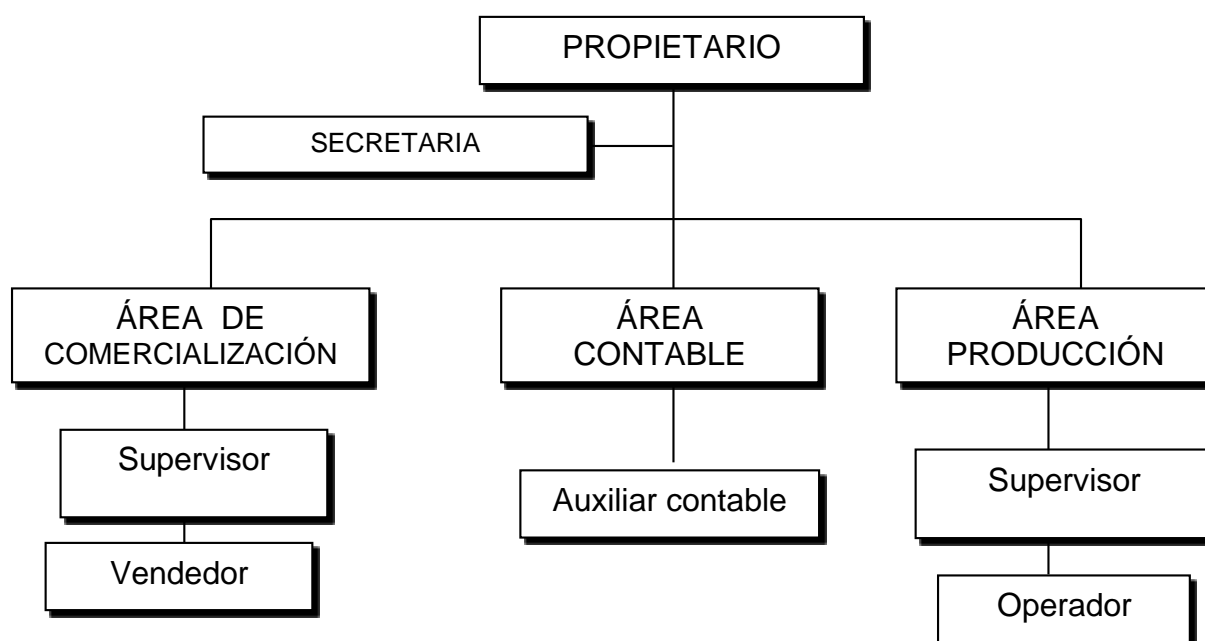 PROPIETARIO
SECRETARIA
ÁREA DE
COMERCIALIZACIÓN
ÁREA
CONTABLE
ÁREA
PRODUCCIÓN
Supervisor
Vendedor
Auxiliar contable
Supervisor
Operador